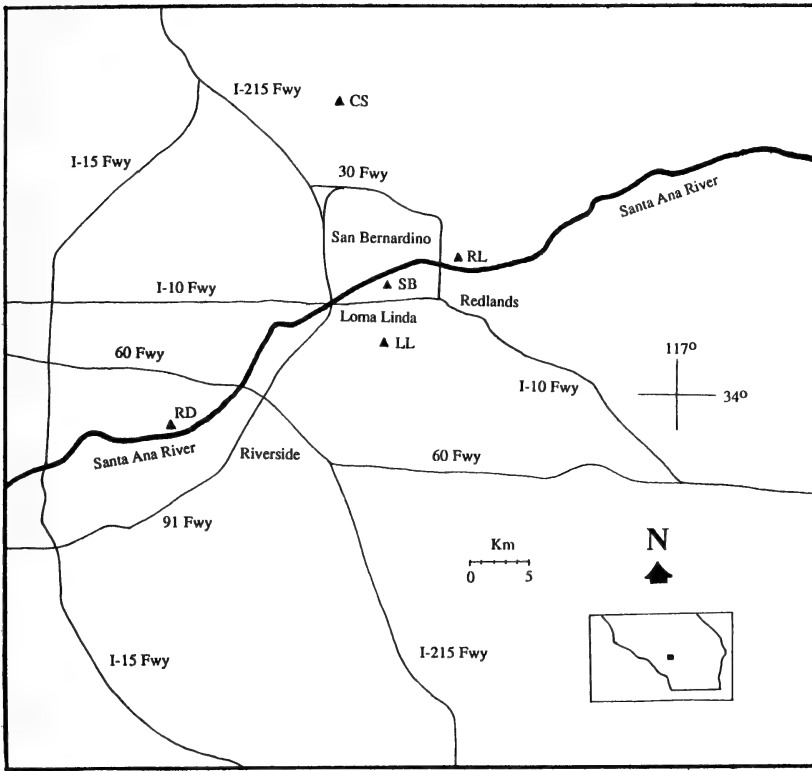 I-215 Fwy
CS
I-15 Fwy
30 Fwy
Santa Ana River
San Bernardino
RL
I-10 Fwy
SB
Redlands
Loma Linda
117o
60 Fwy
LL
I-10 Fwy
34o
RD
Santa Ana River
Riverside
60 Fwy
91 Fwy
Km
0 5
N
I-15 Fwy
I-215 Fwy